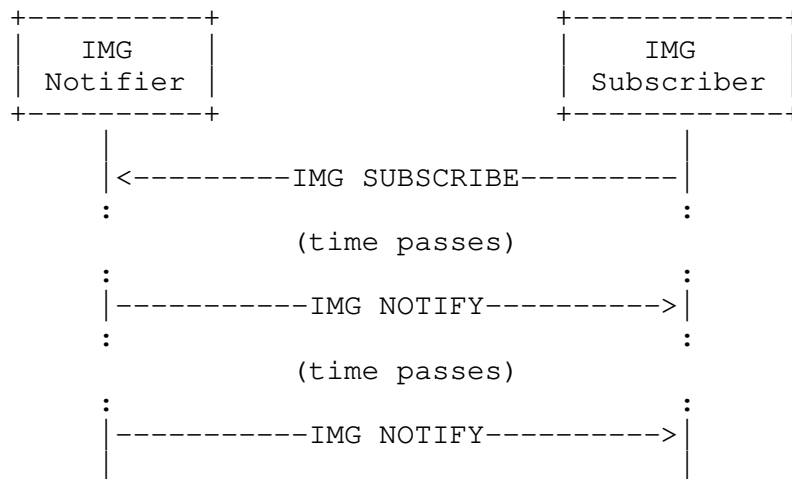 IMG IMG
Notifier Subscriber
IMG SUBSCRIBE
(time passes)
IMG NOTIFY
(time passes)
IMG NOTIFY